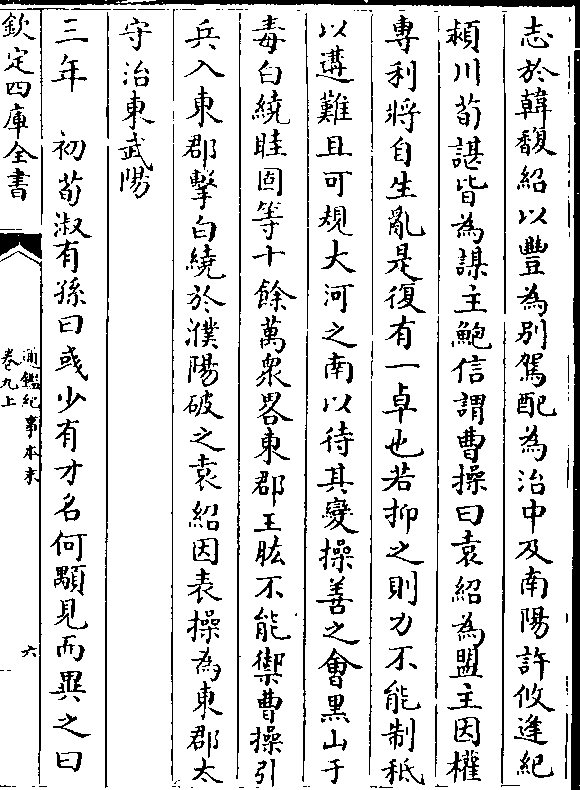 志於韓馥紹以豐為別駕配為治中及南陽許攸逢紀
頴川荀諶皆為謀主鮑信謂曹操曰袁紹為盟主因權
專利將自生亂是復有一卓也若抑之則力不能制秪
以遘難且可規大河之南以待其變操善之會黒山于
毒白繞眭固等十餘萬衆畧東郡王肱不能禦曹操引
兵入東郡擊白繞於濮陽破之袁紹因表操為東郡太
守治東武陽
三年　初荀淑有孫曰彧少有才名何顒見而異之曰
欽定四庫全書
通鑑紀事本末
卷九上
六